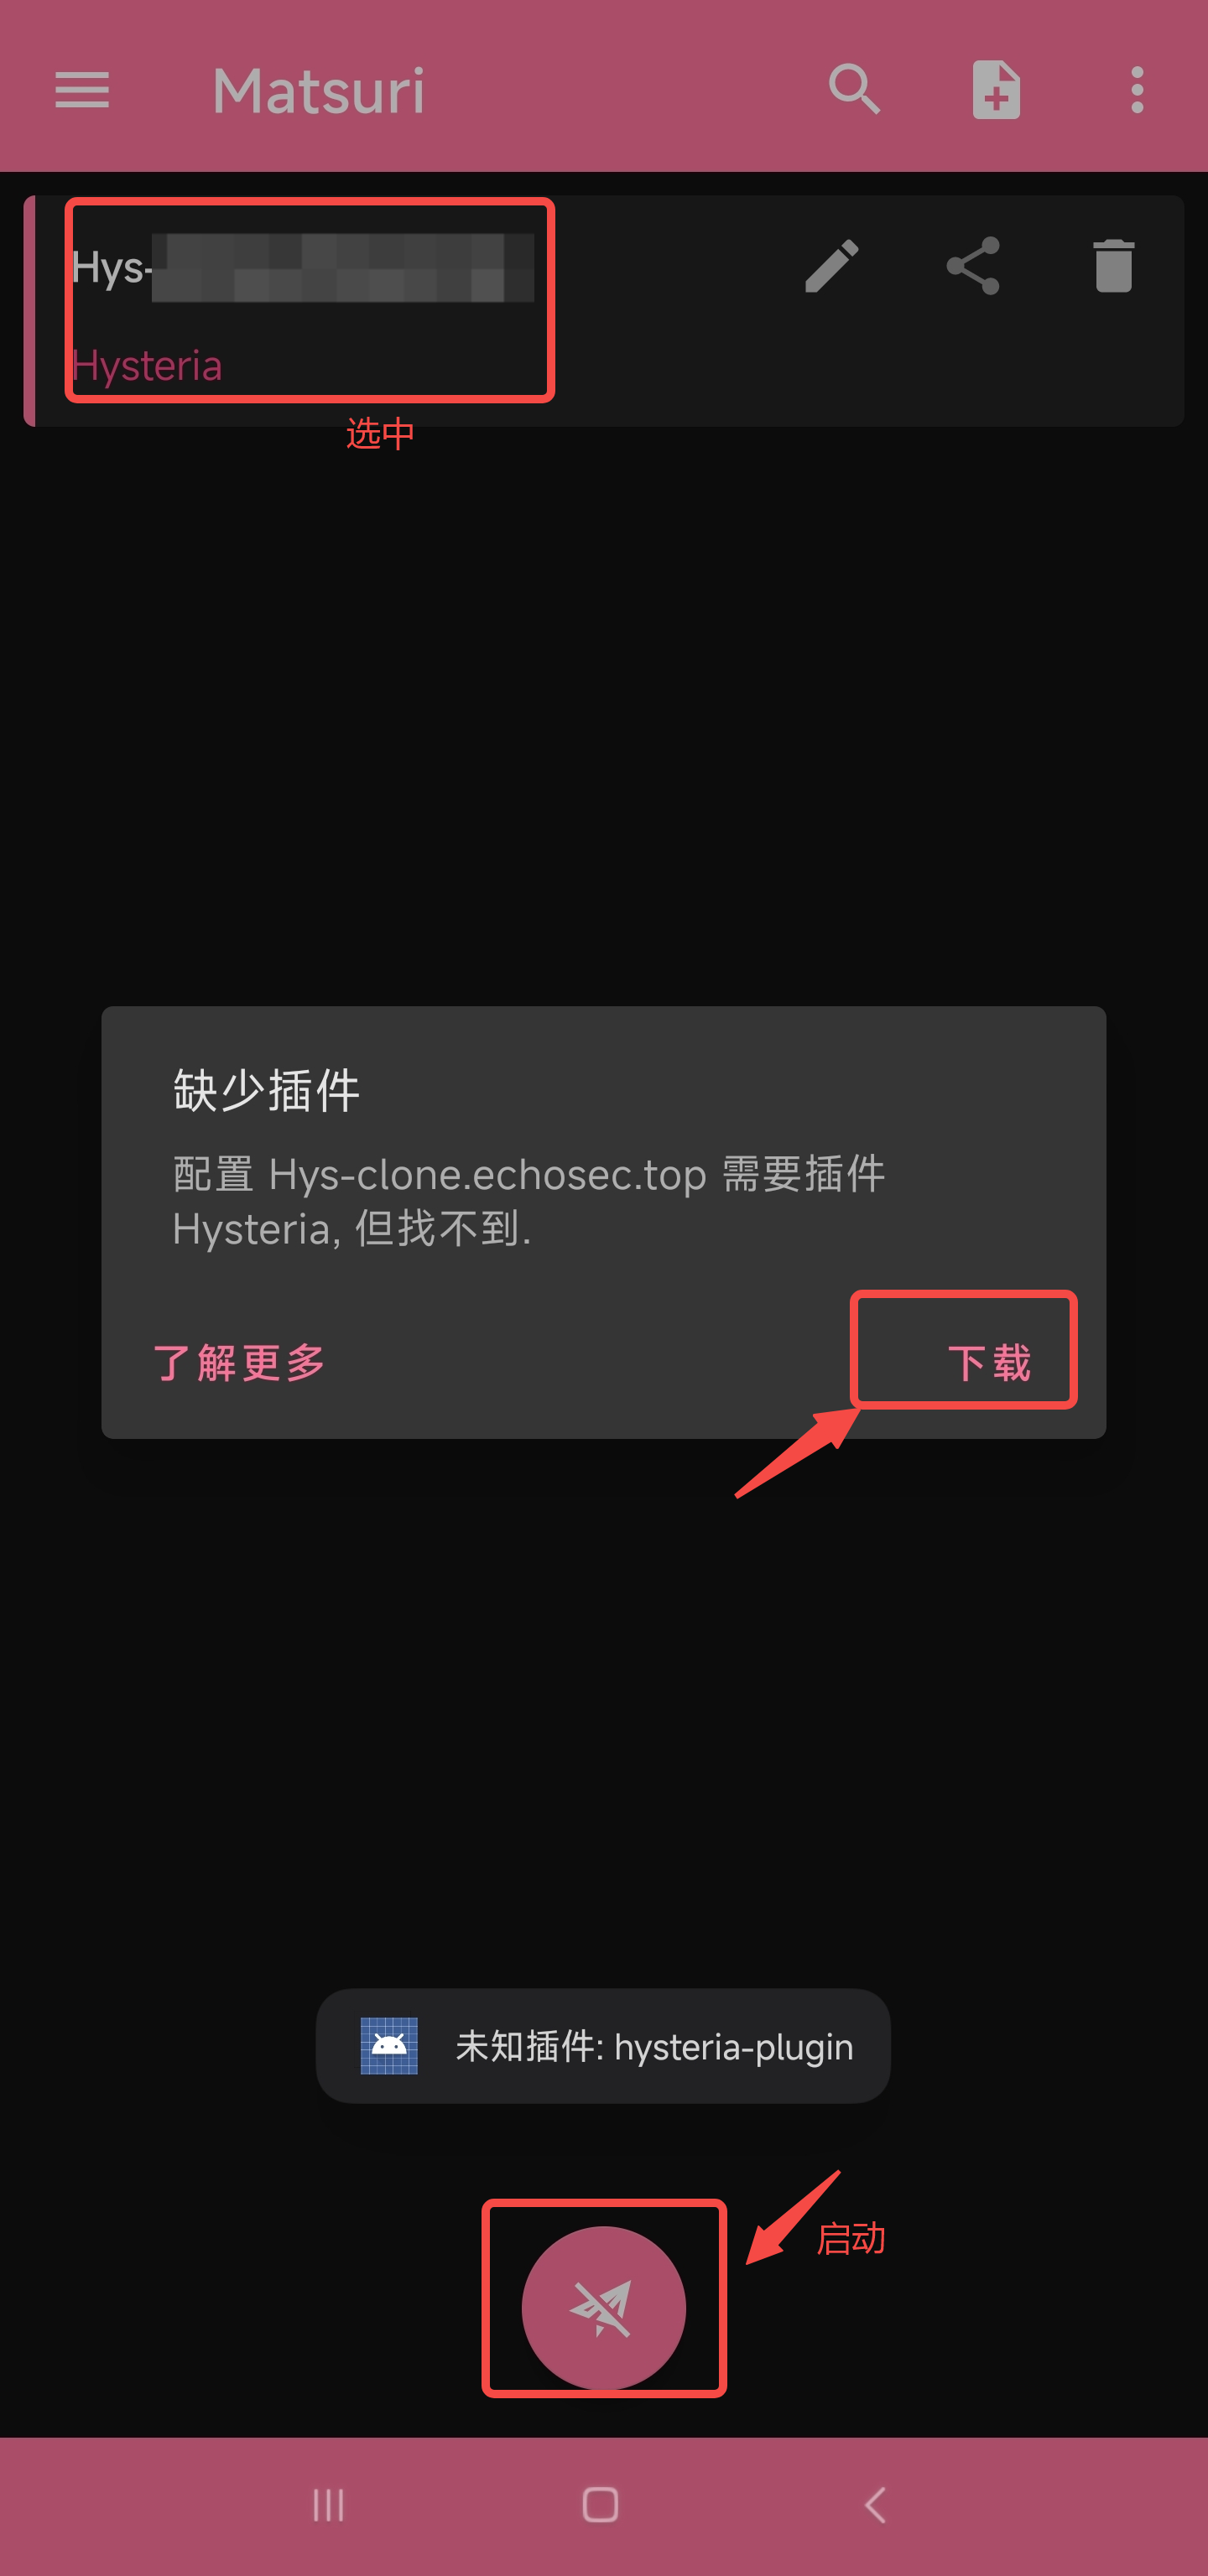 Matsuri
Hys-
Hysteria
选中
缺少插件
配置 Hys-clone.echosec.top 需要插件
Hysteria, 但找不到.
了解更多
下载
未知插件: hysteria-plugin
启动